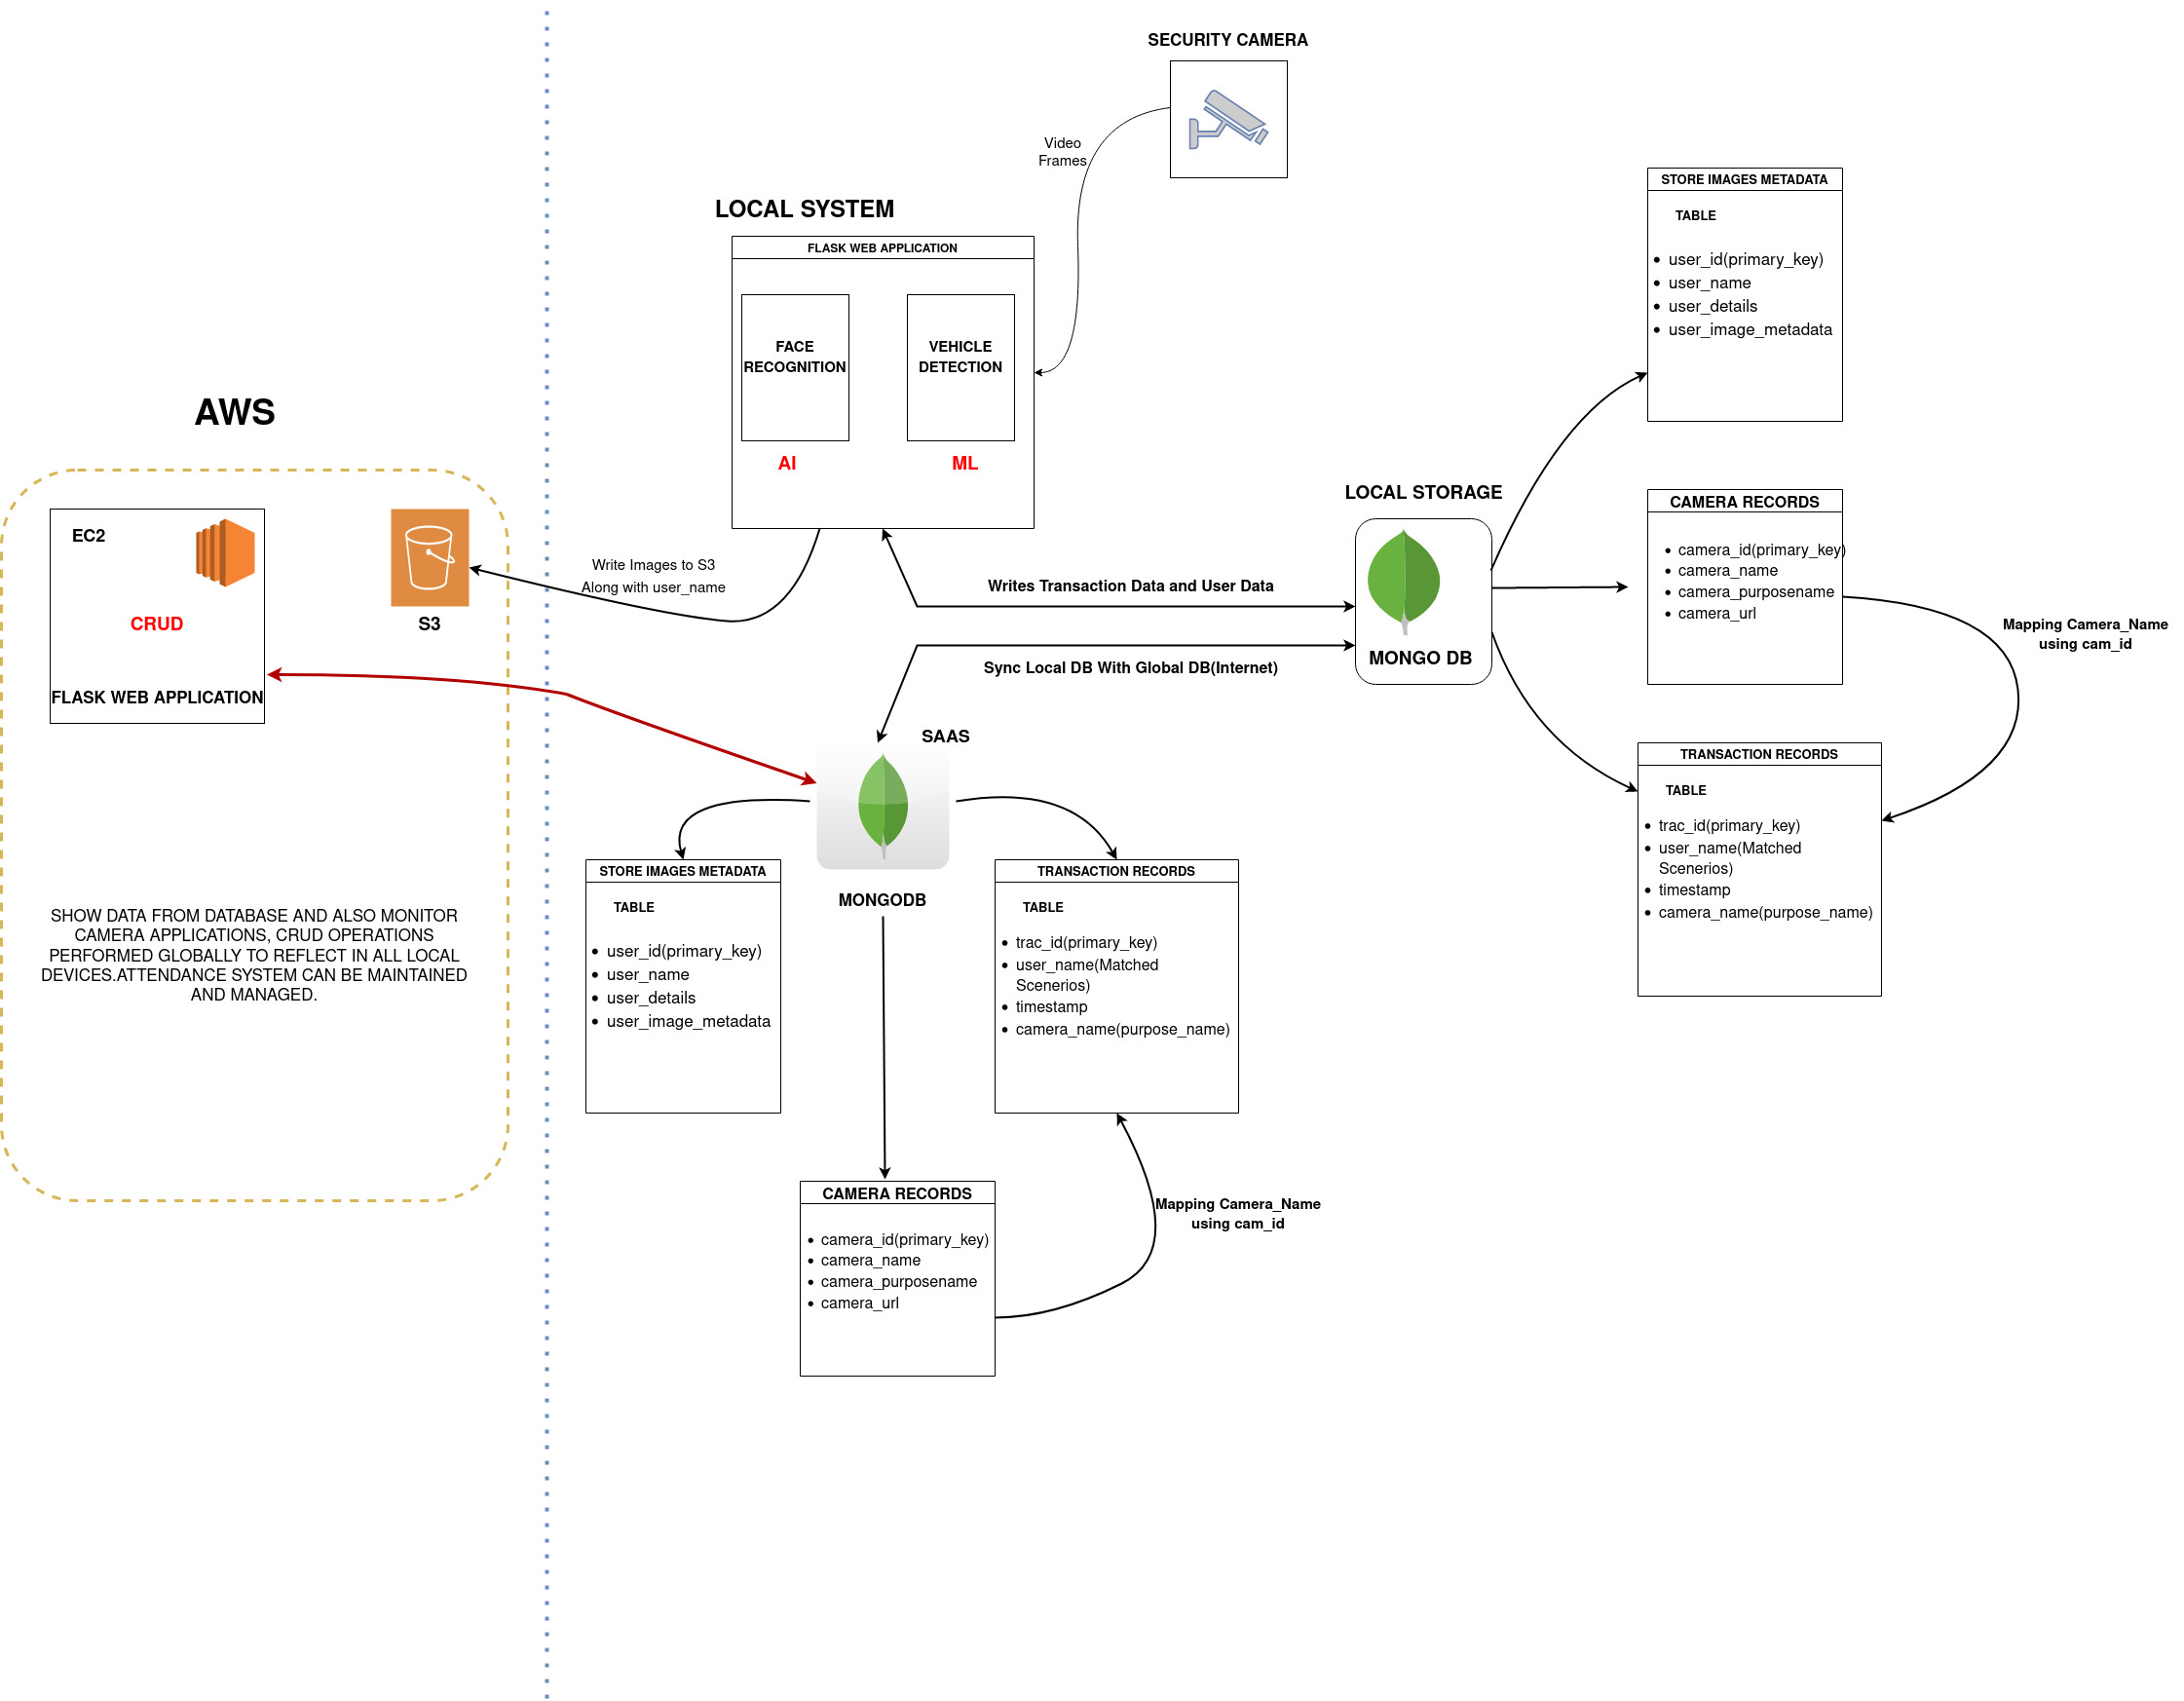 SECURITY CAMERA
Video
Frames
LOCAL SYSTEM
FLASK WEB APPLICATION
FACE
RECOGNITION
VEHICLE
DETECTION
AI
ML
AWS
EC2
CRUD
FLASK WEB APPLICATION
S3
SHOW DATA FROM DATABASE AND ALSO MONITOR
CAMERA APPLICATIONS, CRUD OPERATIONS
PERFORMED GLOBALLY TO REFLECT IN ALL LOCAL
DEVICES.ATTENDANCE SYSTEM CAN BE MAINTAINED
AND MANAGED.
Write Images to S3
Along with user_name
Writes Transaction Data and User Data
Sync Local DB With Global DB(Internet)
LOCAL STORAGE
MONGO DB
STORE IMAGES METADATA
TABLE
• user_id(primary_key)
• user_name
• user_details
• user_image_metadata
CAMERA RECORDS
• camera_id(primary_key)
• camera_name
• camera_purposename
• camera_url
Mapping Camera_Name
using cam_id
TRANSACTION RECORDS
TABLE
• trac_id(primary_key)
• user_name(Matched
Scenerios)
• timestamp
• camera_name(purpose_name)
SAAS
MONGODB
STORE IMAGES METADATA
TABLE
• user_id(primary_key)
• user_name
• user_details
• user_image_metadata
TRANSACTION RECORDS
TABLE
• trac_id(primary_key)
• user_name(Matched
Scenerios)
• timestamp
• camera_name(purpose_name)
CAMERA RECORDS
• camera_id(primary_key)
• camera_name
• camera_purposename
• camera_url
Mapping Camera_Name
using cam_id